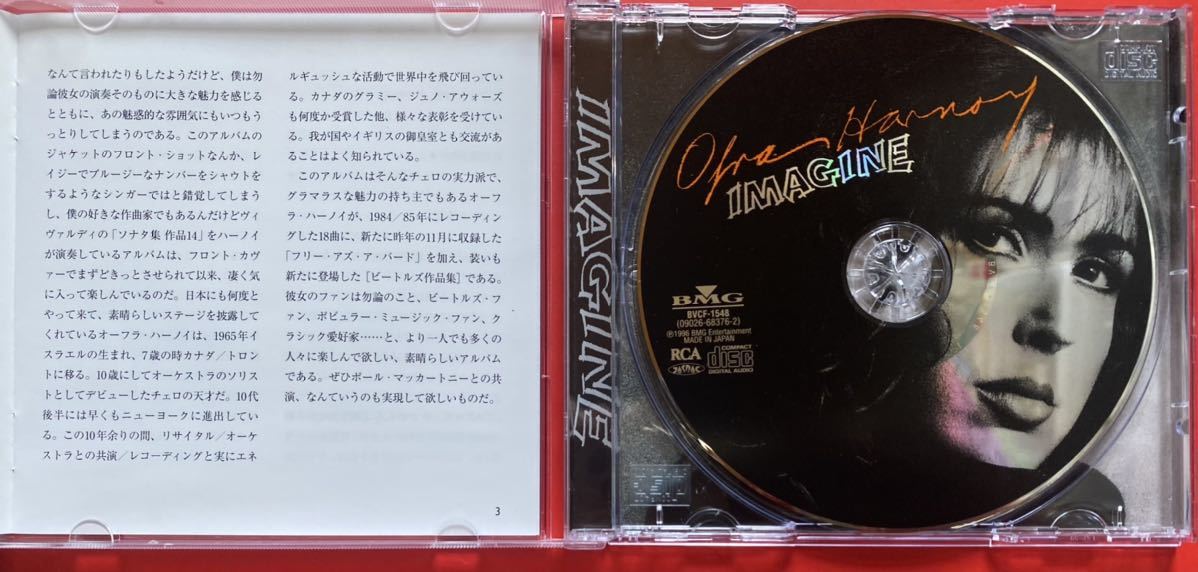 なんて言われたりもしたようだけど、僕は勿
論彼女の演奏そのものに大きな魅力を感じる
とともに、あの魅惑的な雰囲気にもいつもう
っとりしてしまうのである。このアルバムの
ジャケットのフロント・ショットなんか、レ
イジーでブルージーなナンバーをシャウトを
するようなシンガーではと錯覚してしまう
し、僕の好きな作曲家でもあるんだけどヴィ
ヴァルディの「ソナタ集 作品14」をハーノイ
が演奏しているアルバムは、フロント・カヴ
ァーでまずどきっとさせられて以来、凄く気
に入って楽しんでいるのだ。日本にも何度と
やって来て、素晴らしいステージを披露して
くれているオーフラ・ハーノイは、1965年イ
スラエルの生まれ、7歳の時カナダ／トロン
トに移る。10歳にしてオーケストラのソリス
トとしてデビューしたチェロの天才だ。10代
後半には早くもニューヨークに進出してい
る。この10年余りの間、リサイタル／オーケ
ストラとの共演／レコーディングと実にエネ
ルギュッシュな活動で世界中を飛び回ってい
る。カナダのグラミー、ジュノ・アウォーズ
も何度か受賞した他、様々な表彰を受けてい
る。我が国やイギリスの御皇室とも交流があ
ることはよく知られている。
このアルバムはそんなチェロの実力派で、
グラマラスな魅力の持ち主でもあるオーフ
ラ・ハーノイが、1984／85年にレコーディン
グした18曲に、新たに昨年の11月に収録した
「フリー・アズ・ア・バード」を加え、装いも
新たに登場した［ビートルズ作品集］である。
彼女のファンは勿論のこと、ビートルズ・フ
ァン、ポピュラー・ミュージック・ファン、ク
ラシック愛好家……と、より一人でも多くの
人々に楽しんで欲しい、素晴らしいアルバム
である。ぜひポール・マッカートニーとの共
演、なんていうのも実現して欲しいものだ。
3
IMAGINE
Ofra Harnoy
IMAGINE
BMG
BVCF-1548
(09026-68376-2)
℗1996 BMG Entertainment
MADE IN JAPAN
RCA
COMPACT
disc
DIGITAL AUDIO
COMPACT
disc
DIGITAL AUDIO